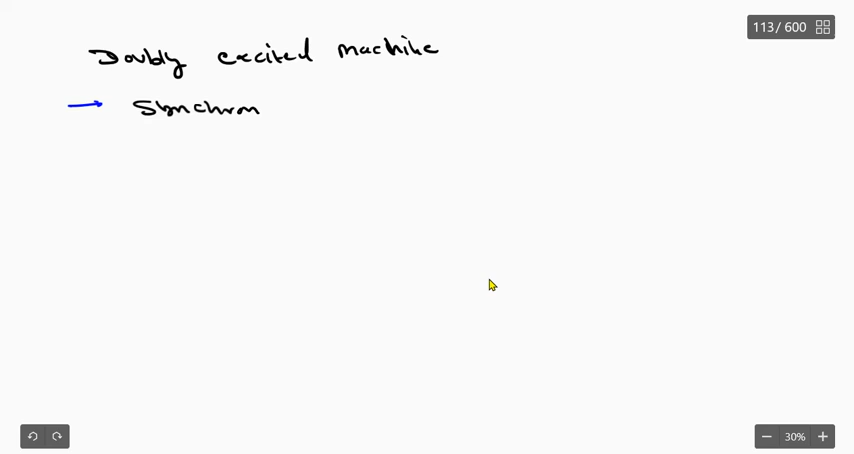 113 / 600
Doubly excited machine
→ Synchron
30%